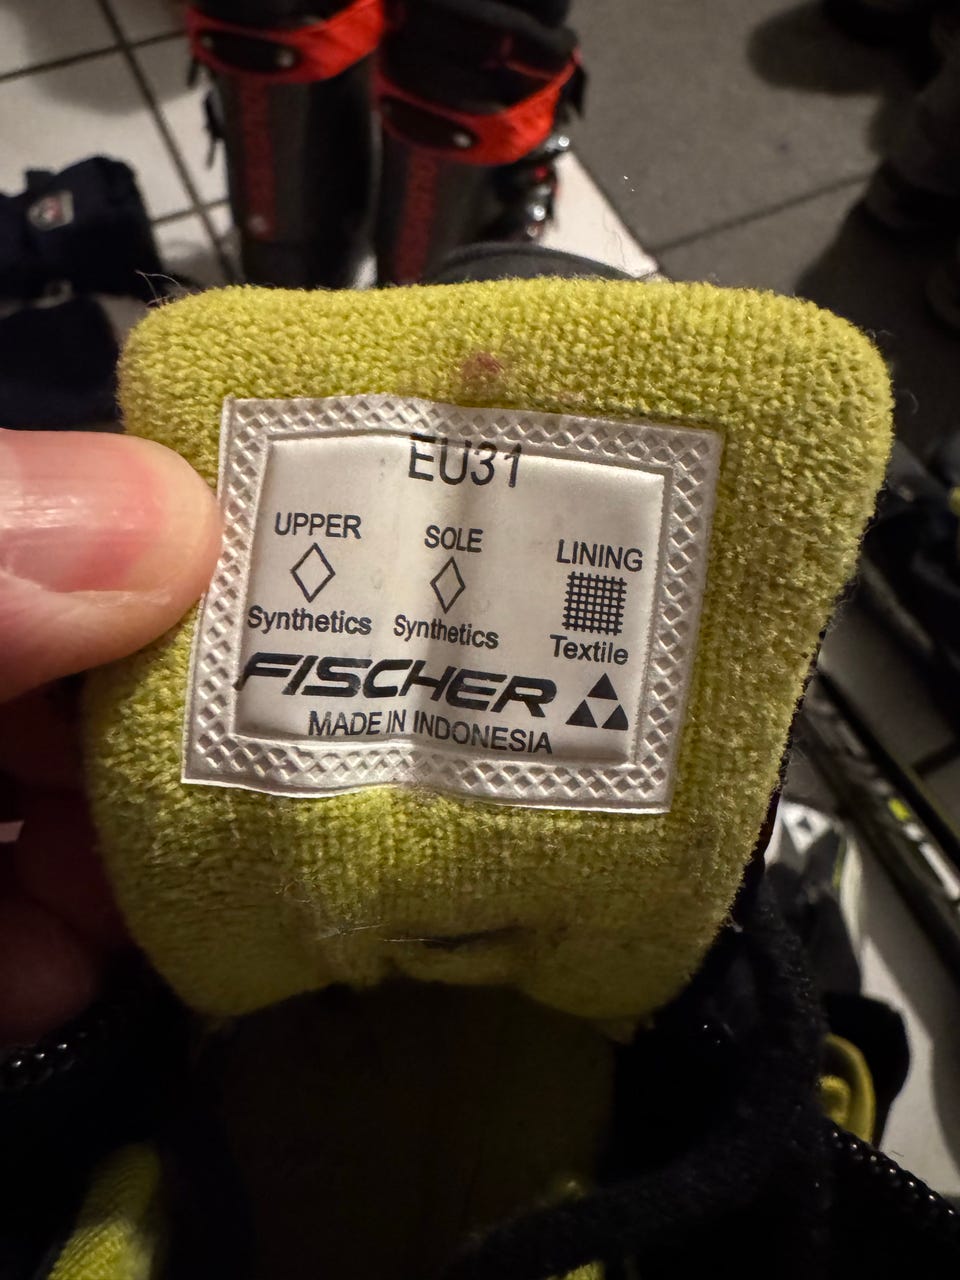 EU31
UPPER SOLE LINING
Synthetics Synthetics Textile
FISCHER
MADE IN INDONESIA